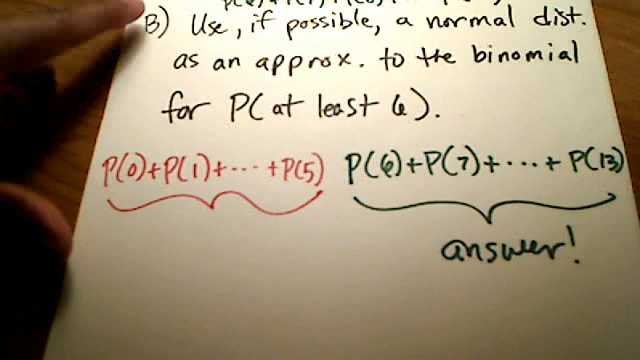 B) Use, if possible, a normal dist.
as an approx. to the binomial
for P(at least 6).
P(0)+P(1)+···+P(5) P(6)+P(7)+···+P(13)
answer!